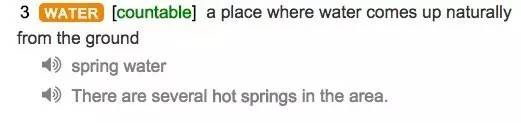 3 WATER [countable] a place where water comes up naturally
from the ground
spring water
There are several hot springs in the area.